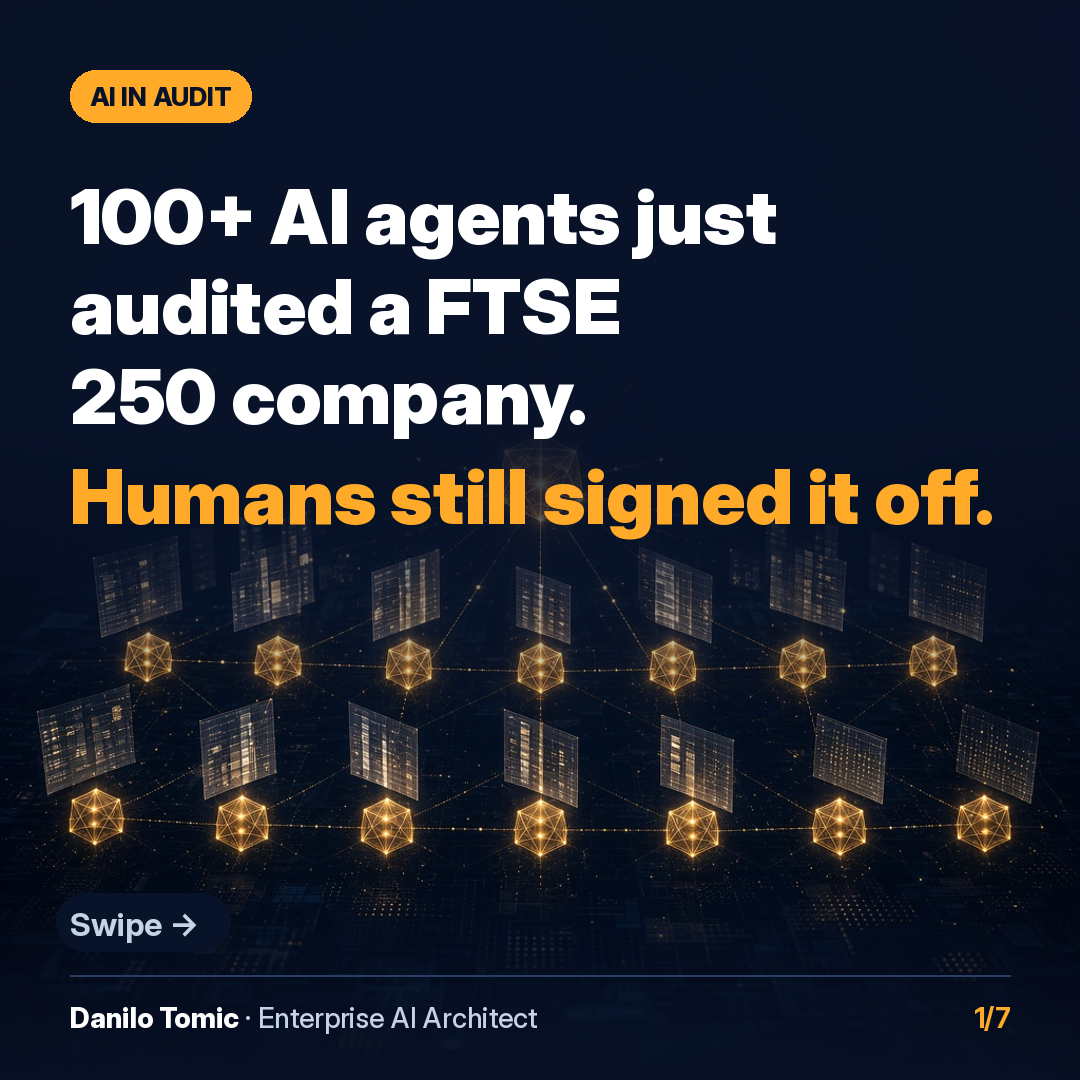 AI IN AUDIT
100+ AI agents just
audited a FTSE
250 company.
Humans still signed it off.
Swipe →
Danilo Tomic · Enterprise AI Architect
1/7